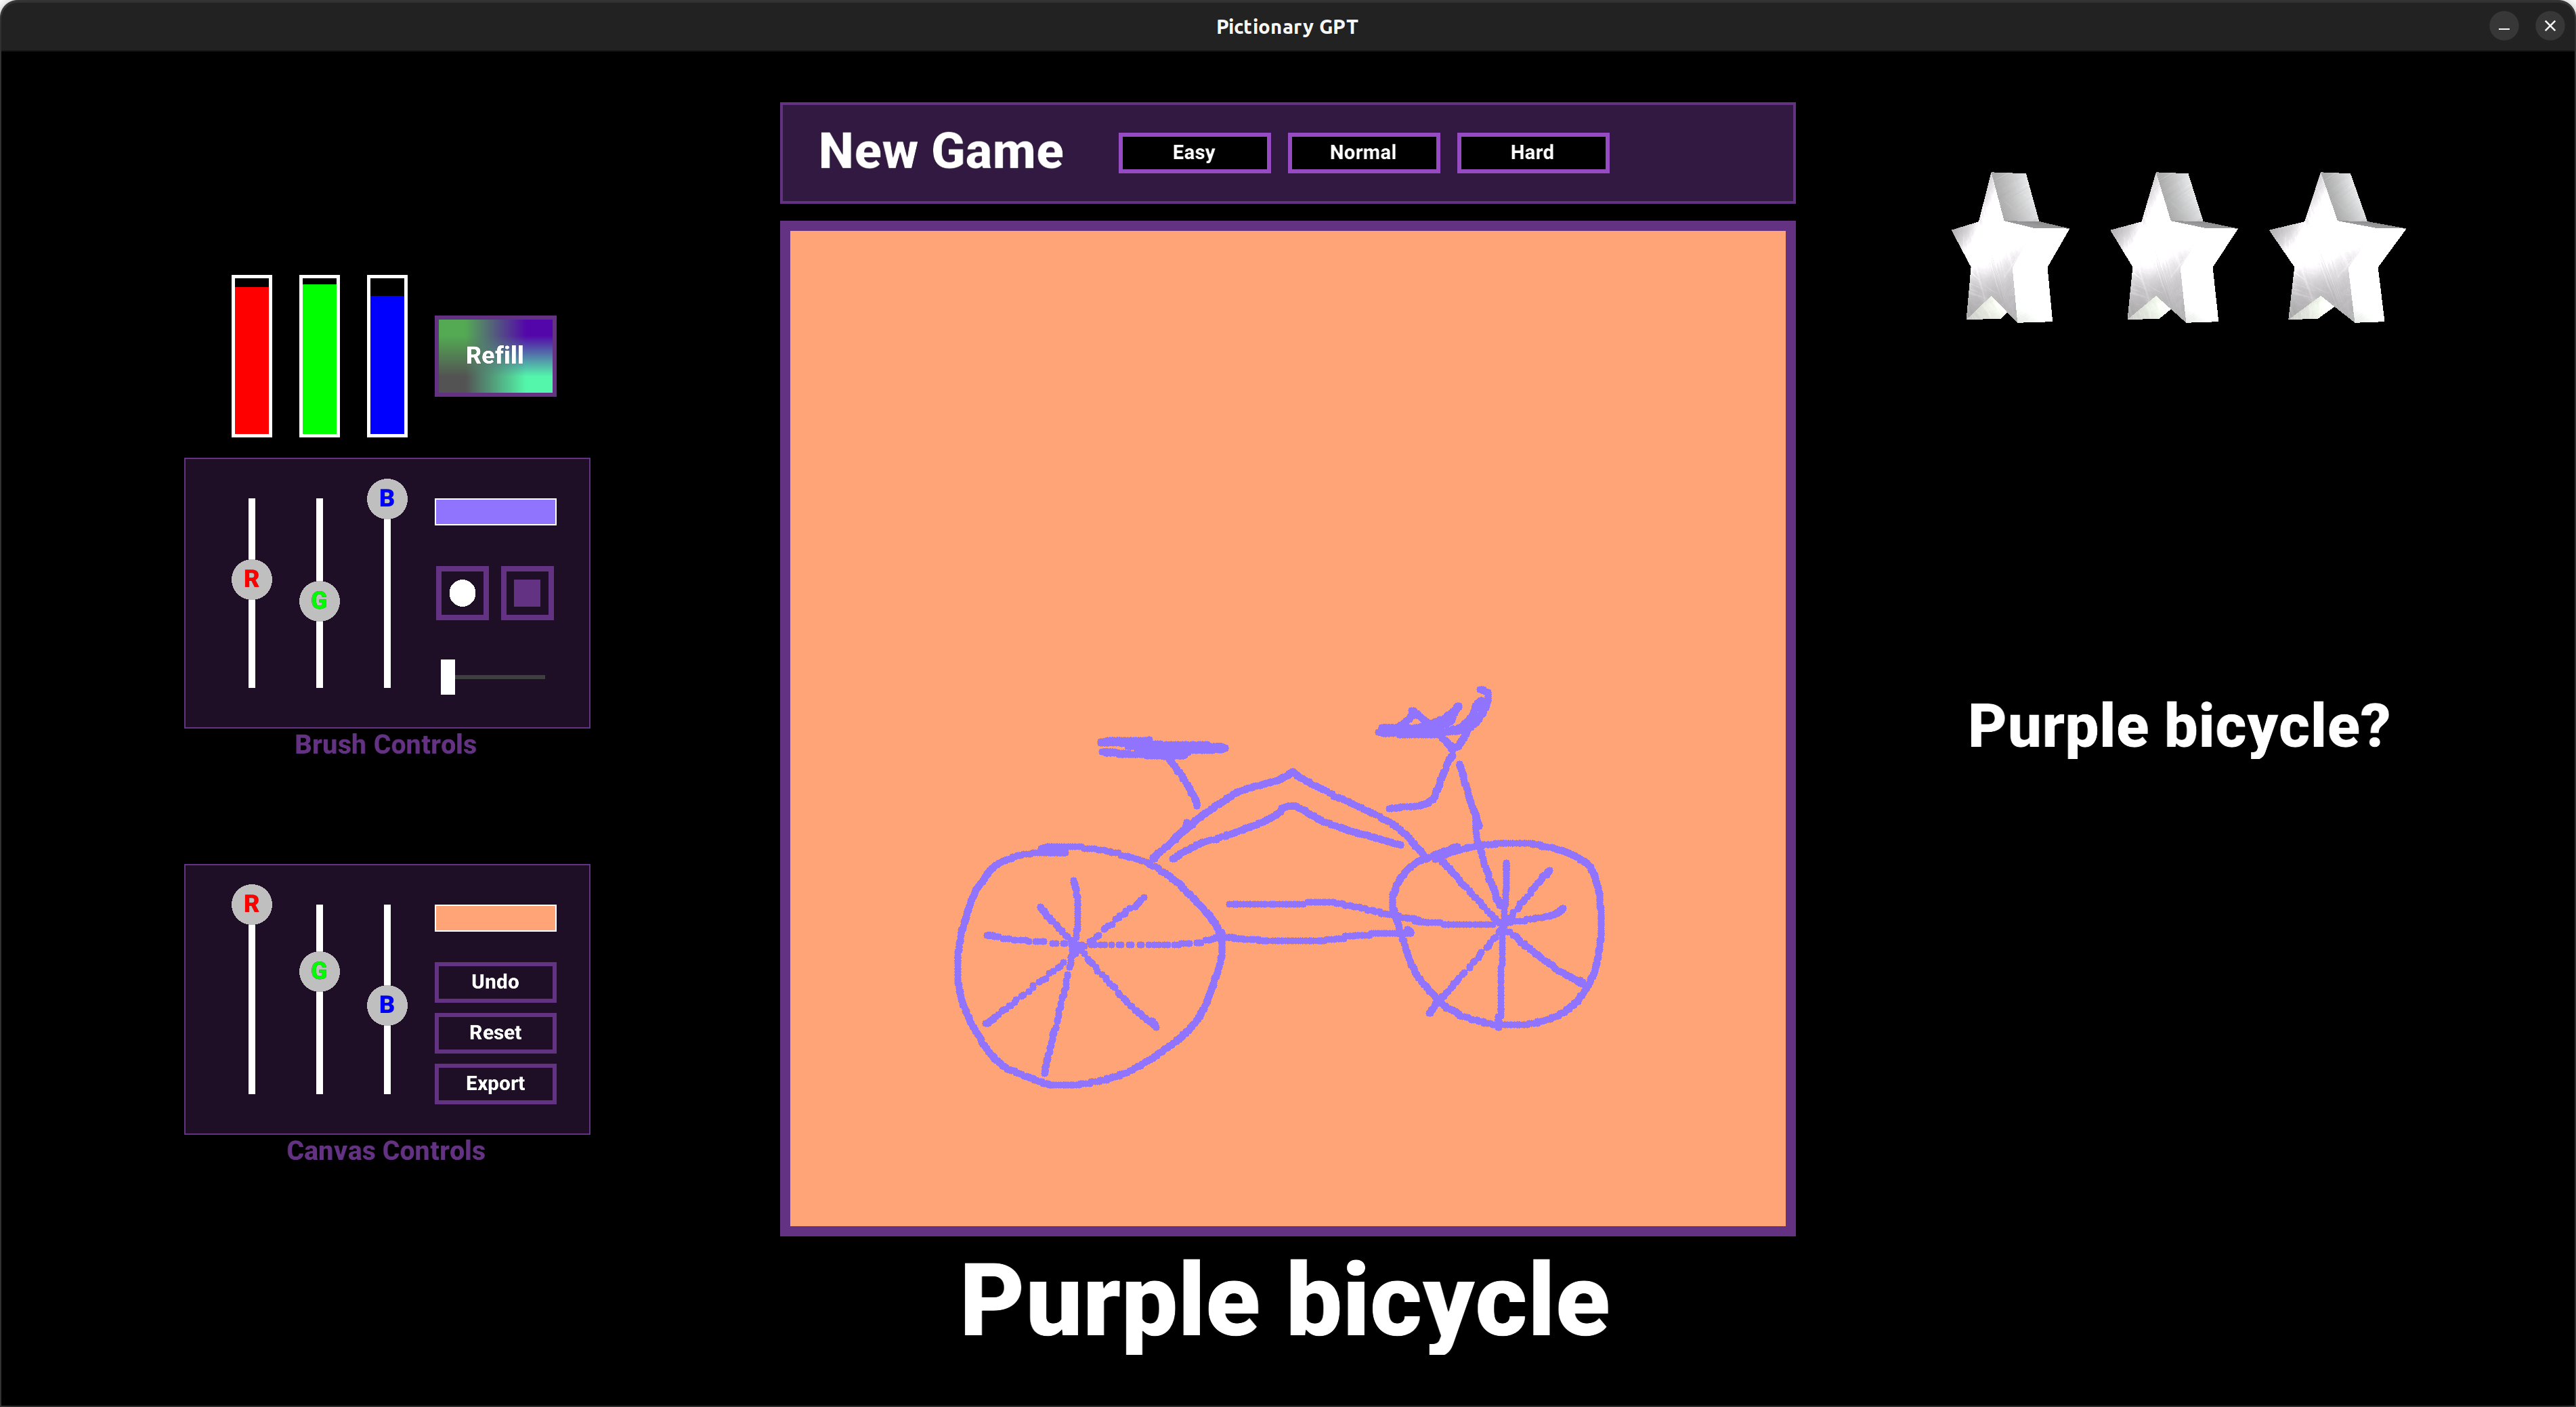 Pictionary GPT
New Game
Easy
Normal
Hard
Refill
R
G
B
Brush Controls
R
G
B
Undo
Reset
Export
Canvas Controls
Purple bicycle?
Purple bicycle